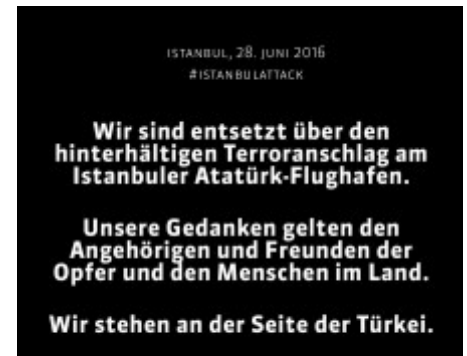 ISTANBUL, 28. JUNI 2016
#ISTANBULATTACK
Wir sind entsetzt über den
hinterhältigen Terroranschlag am
Istanbuler Atatürk-Flughafen.
Unsere Gedanken gelten den
Angehörigen und Freunden der
Opfer und den Menschen im Land.
Wir stehen an der Seite der Türkei.